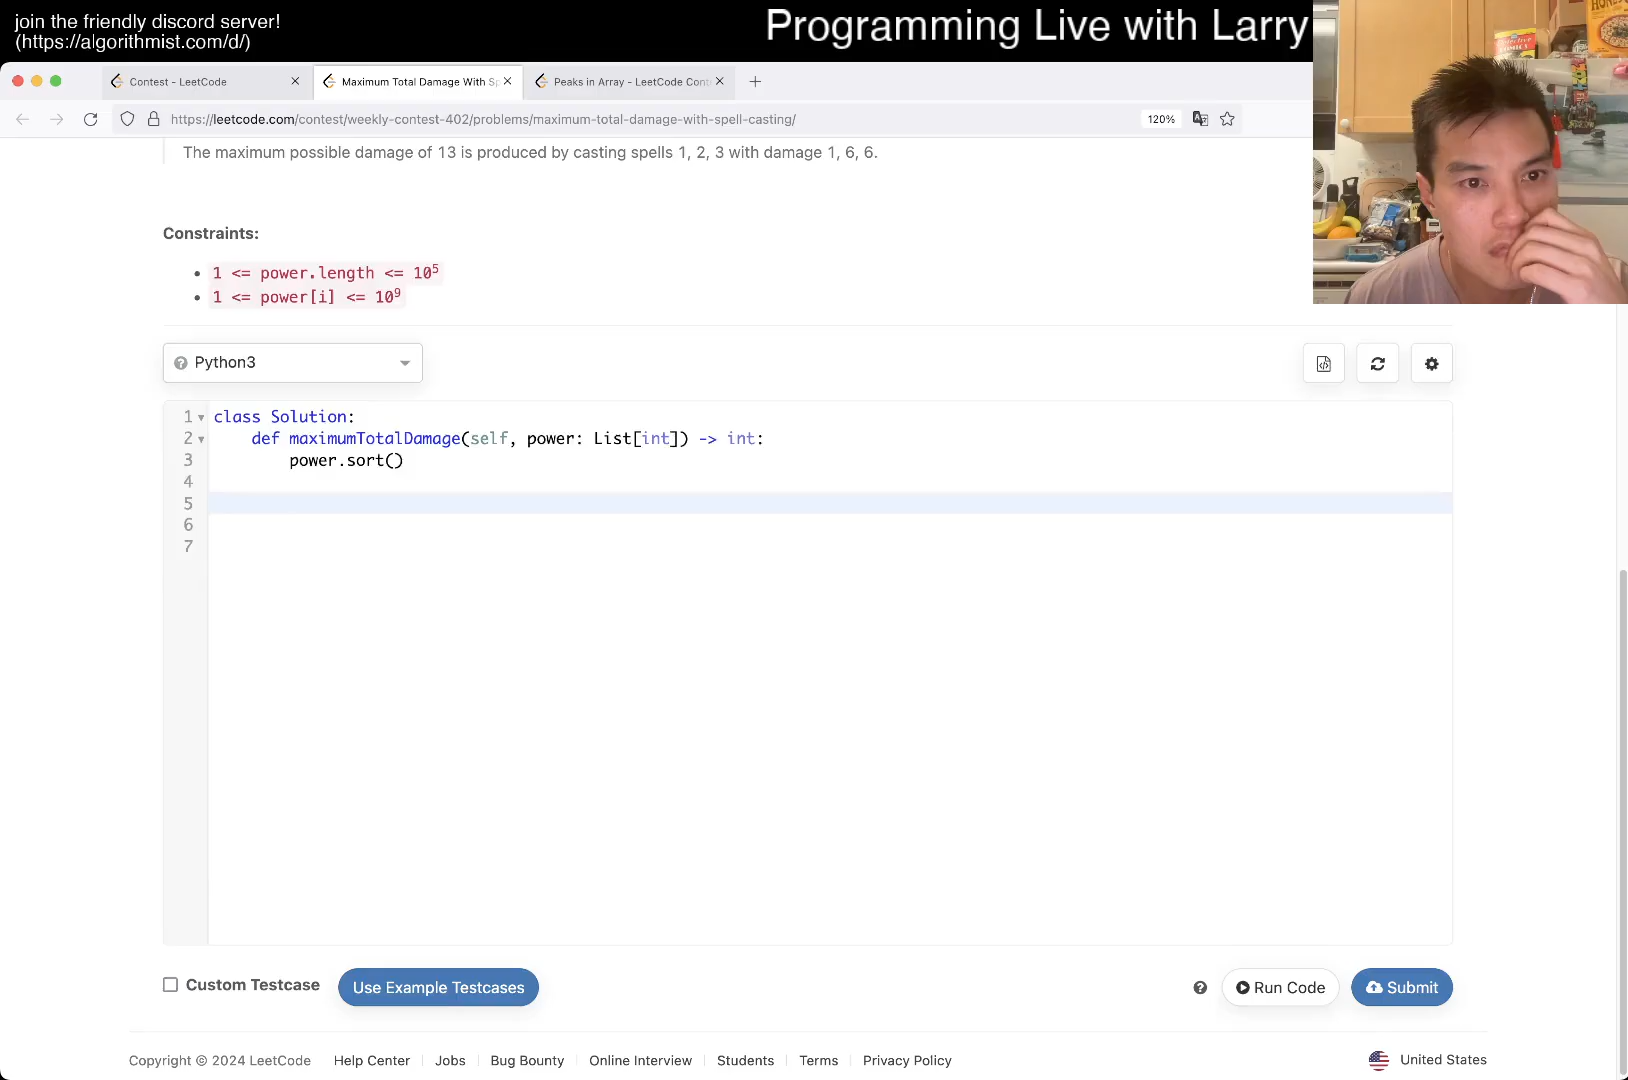 join the friendly discord server!
(https://algorithmist.com/d/)
Programming Live with Larry
Contest - LeetCode
Maximum Total Damage With Sp
Peaks in Array - LeetCode Cont
https://leetcode.com/contest/weekly-contest-402/problems/maximum-total-damage-with-spell-casting/
120%
The maximum possible damage of 13 is produced by casting spells 1, 2, 3 with damage 1, 6, 6.
Constraints:
1 <= power.length <= 10⁵
1 <= power[i] <= 10⁹
Python3
1 class Solution:
2 def maximumTotalDamage(self, power: List[int]) -> int:
3 power.sort()
4
5
6
7
Custom Testcase
Use Example Testcases
Run Code
Submit
Copyright © 2024 LeetCode
Help Center
Jobs
Bug Bounty
Online Interview
Students
Terms
Privacy Policy
United States